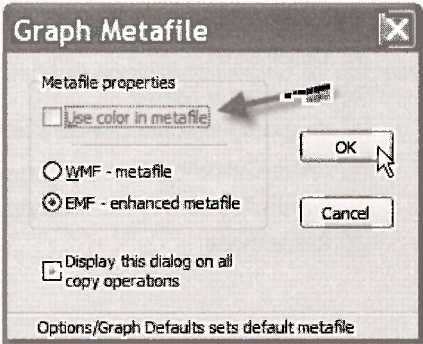 Graph Metafile
Metafile properties
Use color in metafile
WMF - metafile
EMF - enhanced metafile
OK
Cancel
Display this dialog on all
copy operations
Options/Graph Defaults sets default metafile